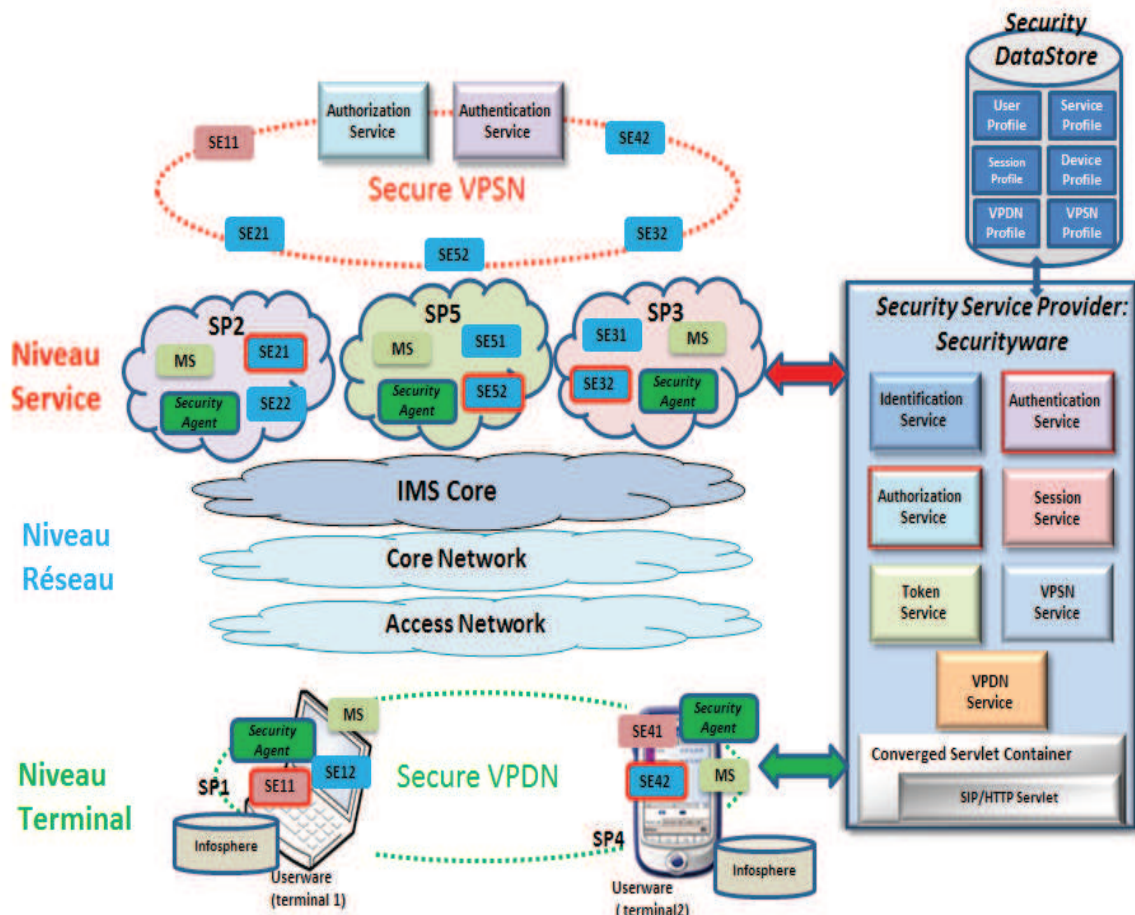 Security
DataStore
User
Profile
Service
Profile
Session
Profile
Device
Profile
VPDN
Profile
VPSN
Profile
Authorization
Service
Authentication
Service
SE11
SE42
Secure VPSN
SE21
SE52
SE32
Niveau
Service
SP2
MS
SE21
Security
Agent
SE22
SP5
MS
SE51
Security
Agent
SE52
SP3
SE31
MS
SE32
Security
Agent
Security Service Provider:
Securityware
Identification
Service
Authentication
Service
Authorization
Service
Session
Service
Token
Service
VPSN
Service
VPDN
Service
Converged Servlet Container
SIP/HTTP Servlet
Niveau
Réseau
IMS Core
Core Network
Access Network
Niveau
Terminal
MS
Security
Agent
SE12
SP1
SE11
Infosphere
Userware
(terminal 1)
Secure VPDN
SE41
Security
Agent
SE42
MS
SP4
Infosphere
Userware
( terminal2)